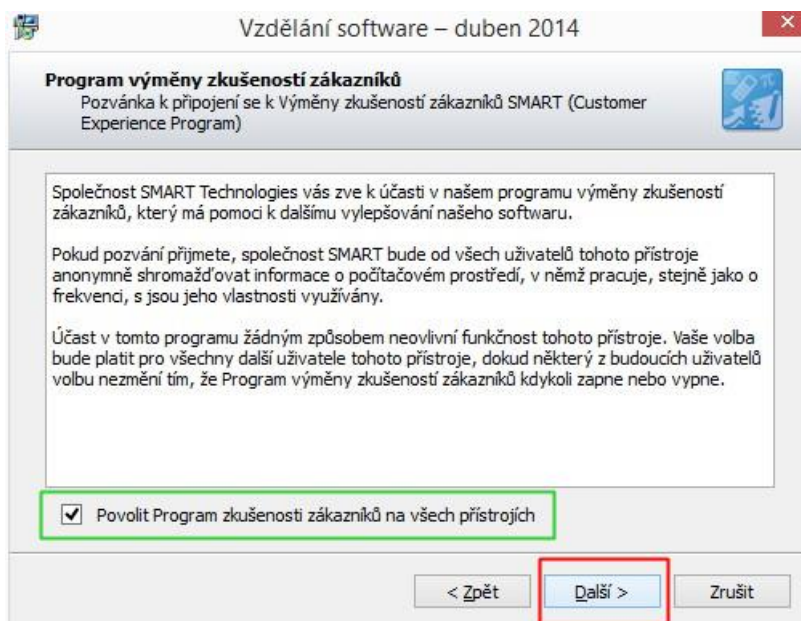 Vzdělání software – duben 2014
Program výměny zkušeností zákazníků
Pozvánka k připojení se k Výměny zkušeností zákazníků SMART (Customer
Experience Program)
Společnost SMART Technologies vás zve k účasti v našem programu výměny zkušeností
zákazníků, který má pomoci k dalšímu vylepšování našeho softwaru.
Pokud pozvání přijmete, společnost SMART bude od všech uživatelů tohoto přístroje
anonymně shromažďovat informace o počítačovém prostředí, v němž pracuje, stejně jako o
frekvenci, s jsou jeho vlastnosti využívány.
Účast v tomto programu žádným způsobem neovlivní funkčnost tohoto přístroje. Vaše volba
bude platit pro všechny další uživatele tohoto přístroje, dokud některý z budoucích uživatelů
volbu nezmění tím, že Program výměny zkušeností zákazníků kdykoli zapne nebo vypne.
Povolit Program zkušenosti zákazníků na všech přístrojích
< Zpět
Další >
Zrušit